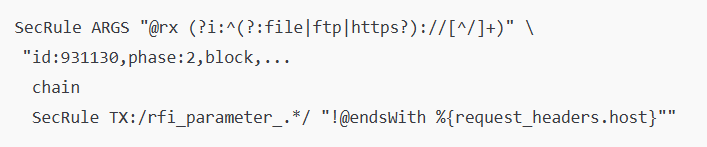 SecRule ARGS "@rx (?i:^(?:file|ftp|https?)://[^/]+)" \
"id:931130,phase:2,block,...
chain
SecRule TX:/rfi_parameter_.*/ "!@endsWith %{request_headers.host}""